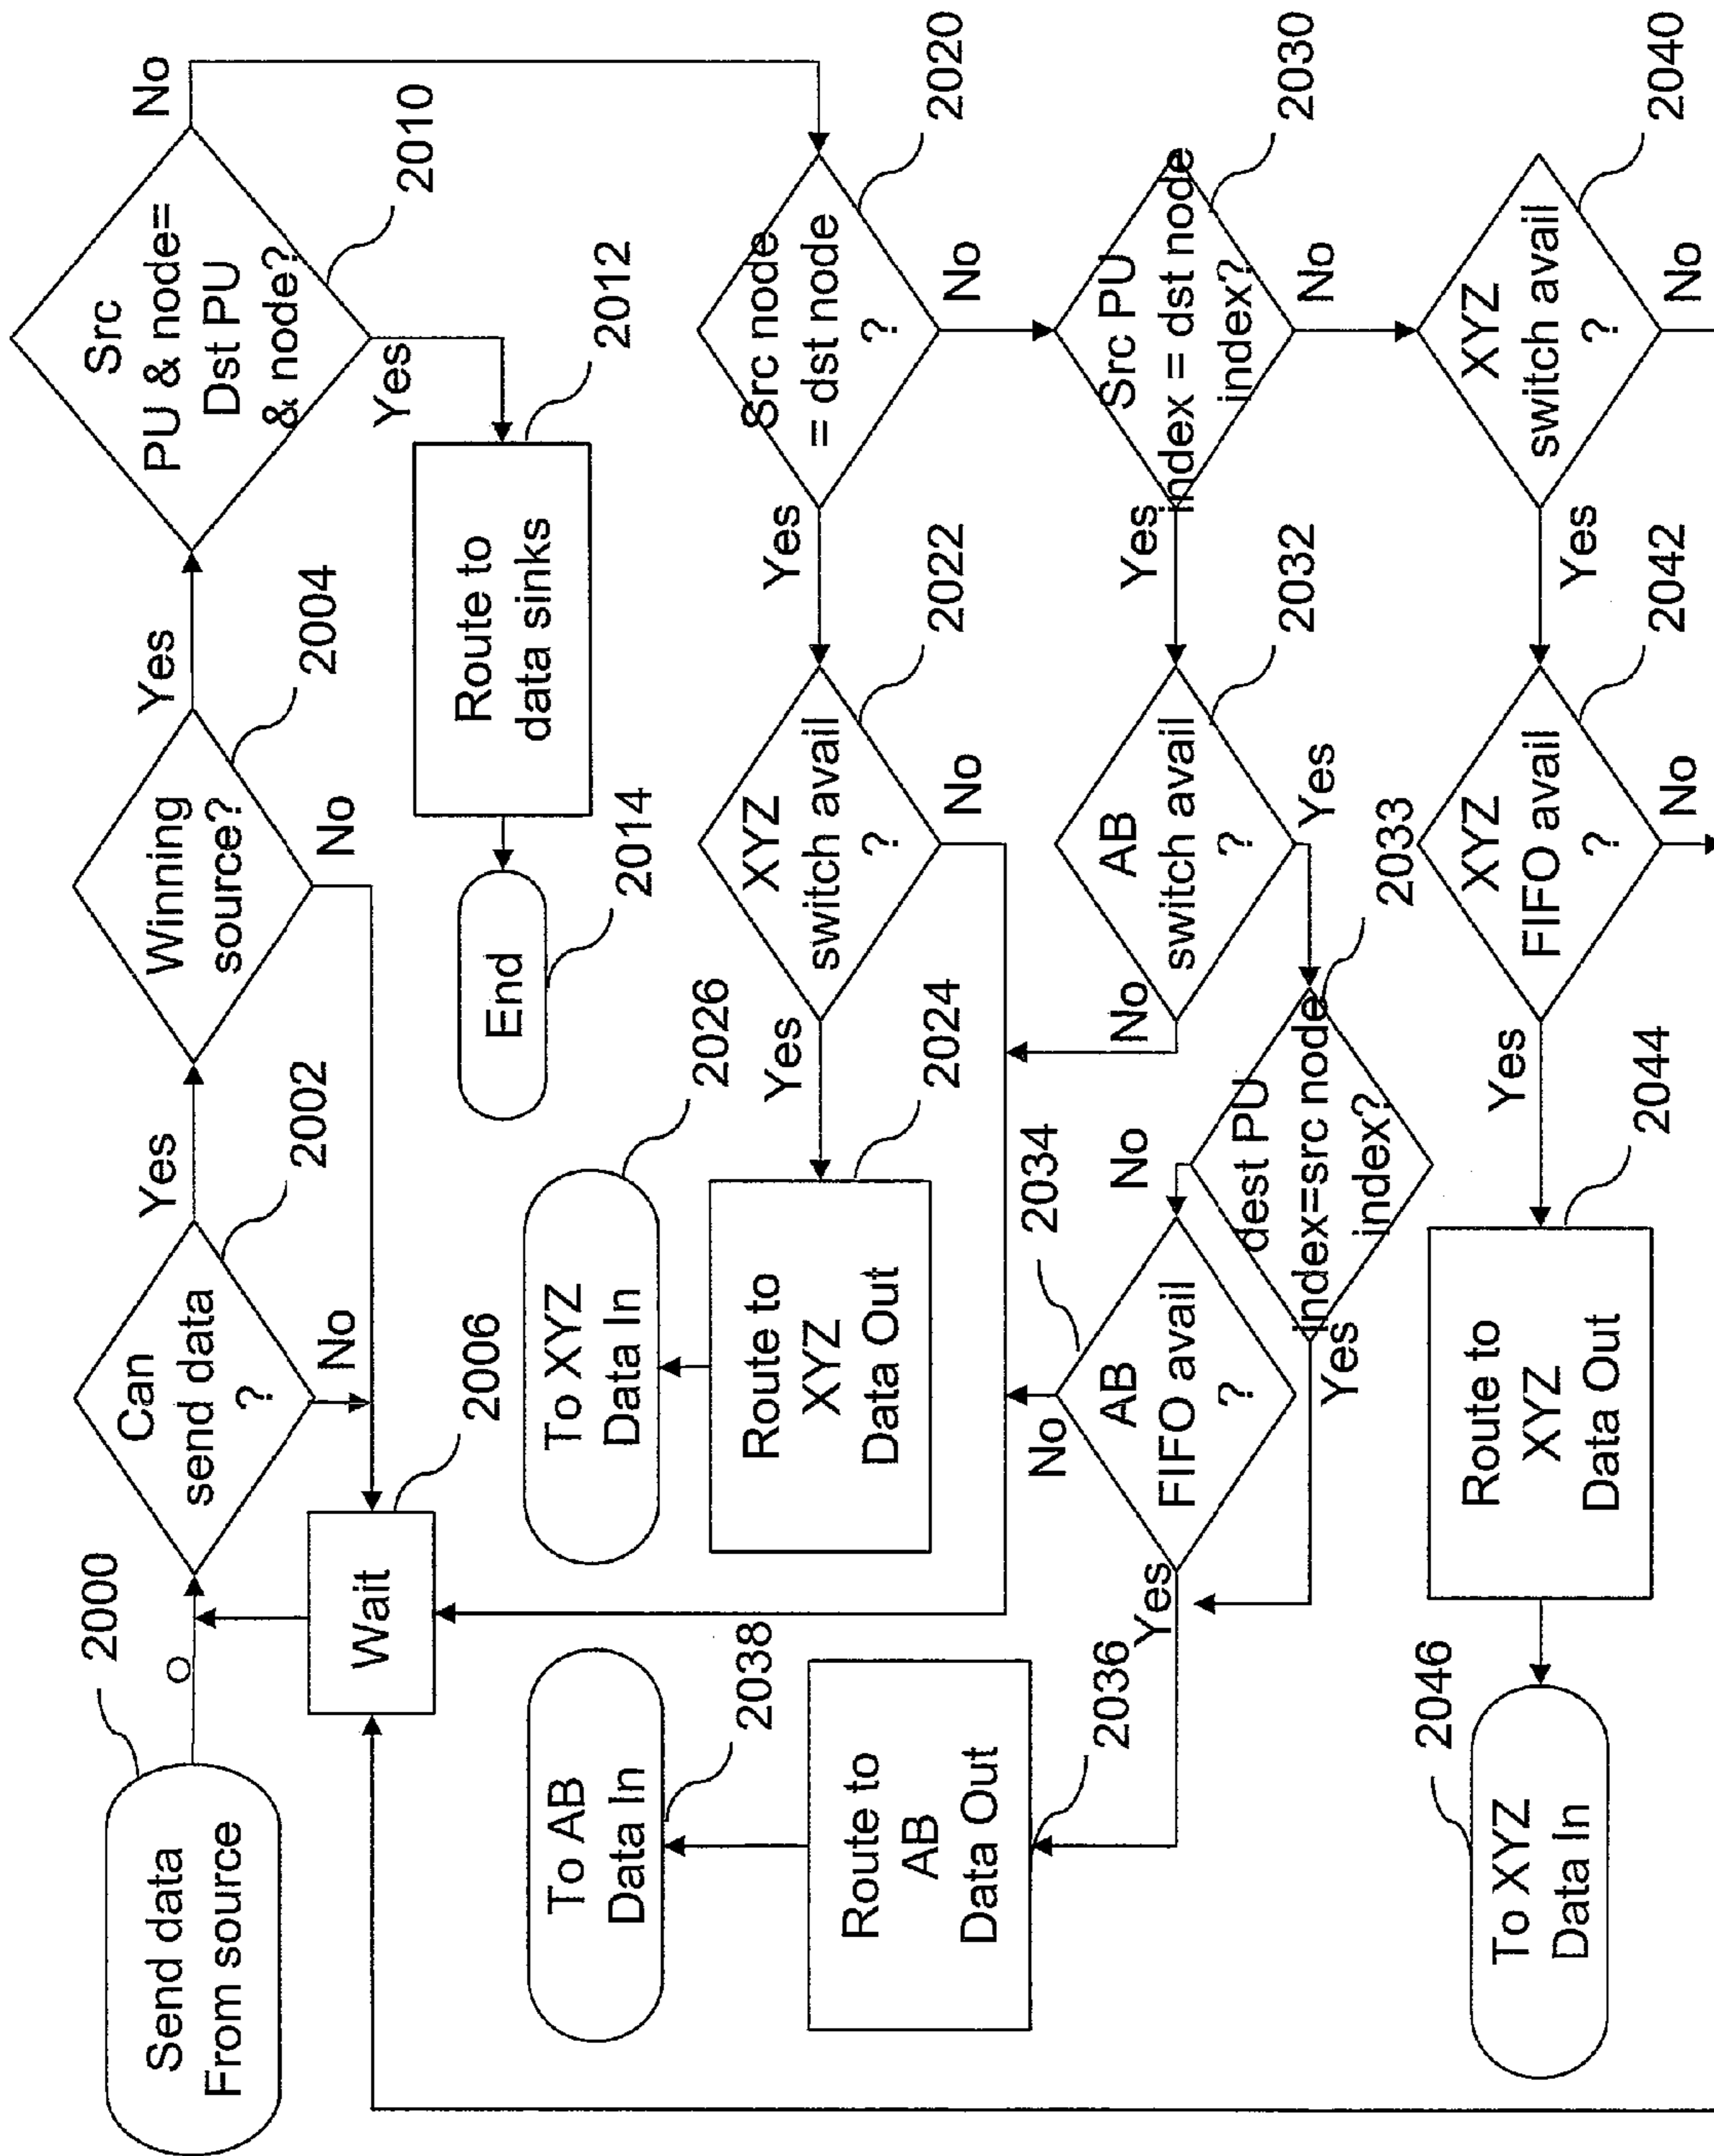 Send data
From source
2000
Can
send data
?
2002
Yes
No
Winning
source?
2004
Yes
No
Src
PU & node=
Dst PU
& node?
2010
No
Yes
Wait
2006
Route to
data sinks
2012
End
2014
Src node
= dst node
?
2020
Yes
No
XYZ
switch avail
?
2022
Yes
No
Route to
XYZ
Data Out
2024
To XYZ
Data In
2026
Src PU
index = dst node
index?
2030
Yes
No
AB
switch avail
?
2032
No
Yes
dest PU
index=src node
index?
2033
No
Yes
AB
FIFO avail
?
2034
No
Yes
Route to
AB
Data Out
2036
To AB
Data In
2038
XYZ
switch avail
?
2040
Yes
No
XYZ
FIFO avail
?
2042
Yes
No
Route to
XYZ
Data Out
2044
To XYZ
Data In
2046